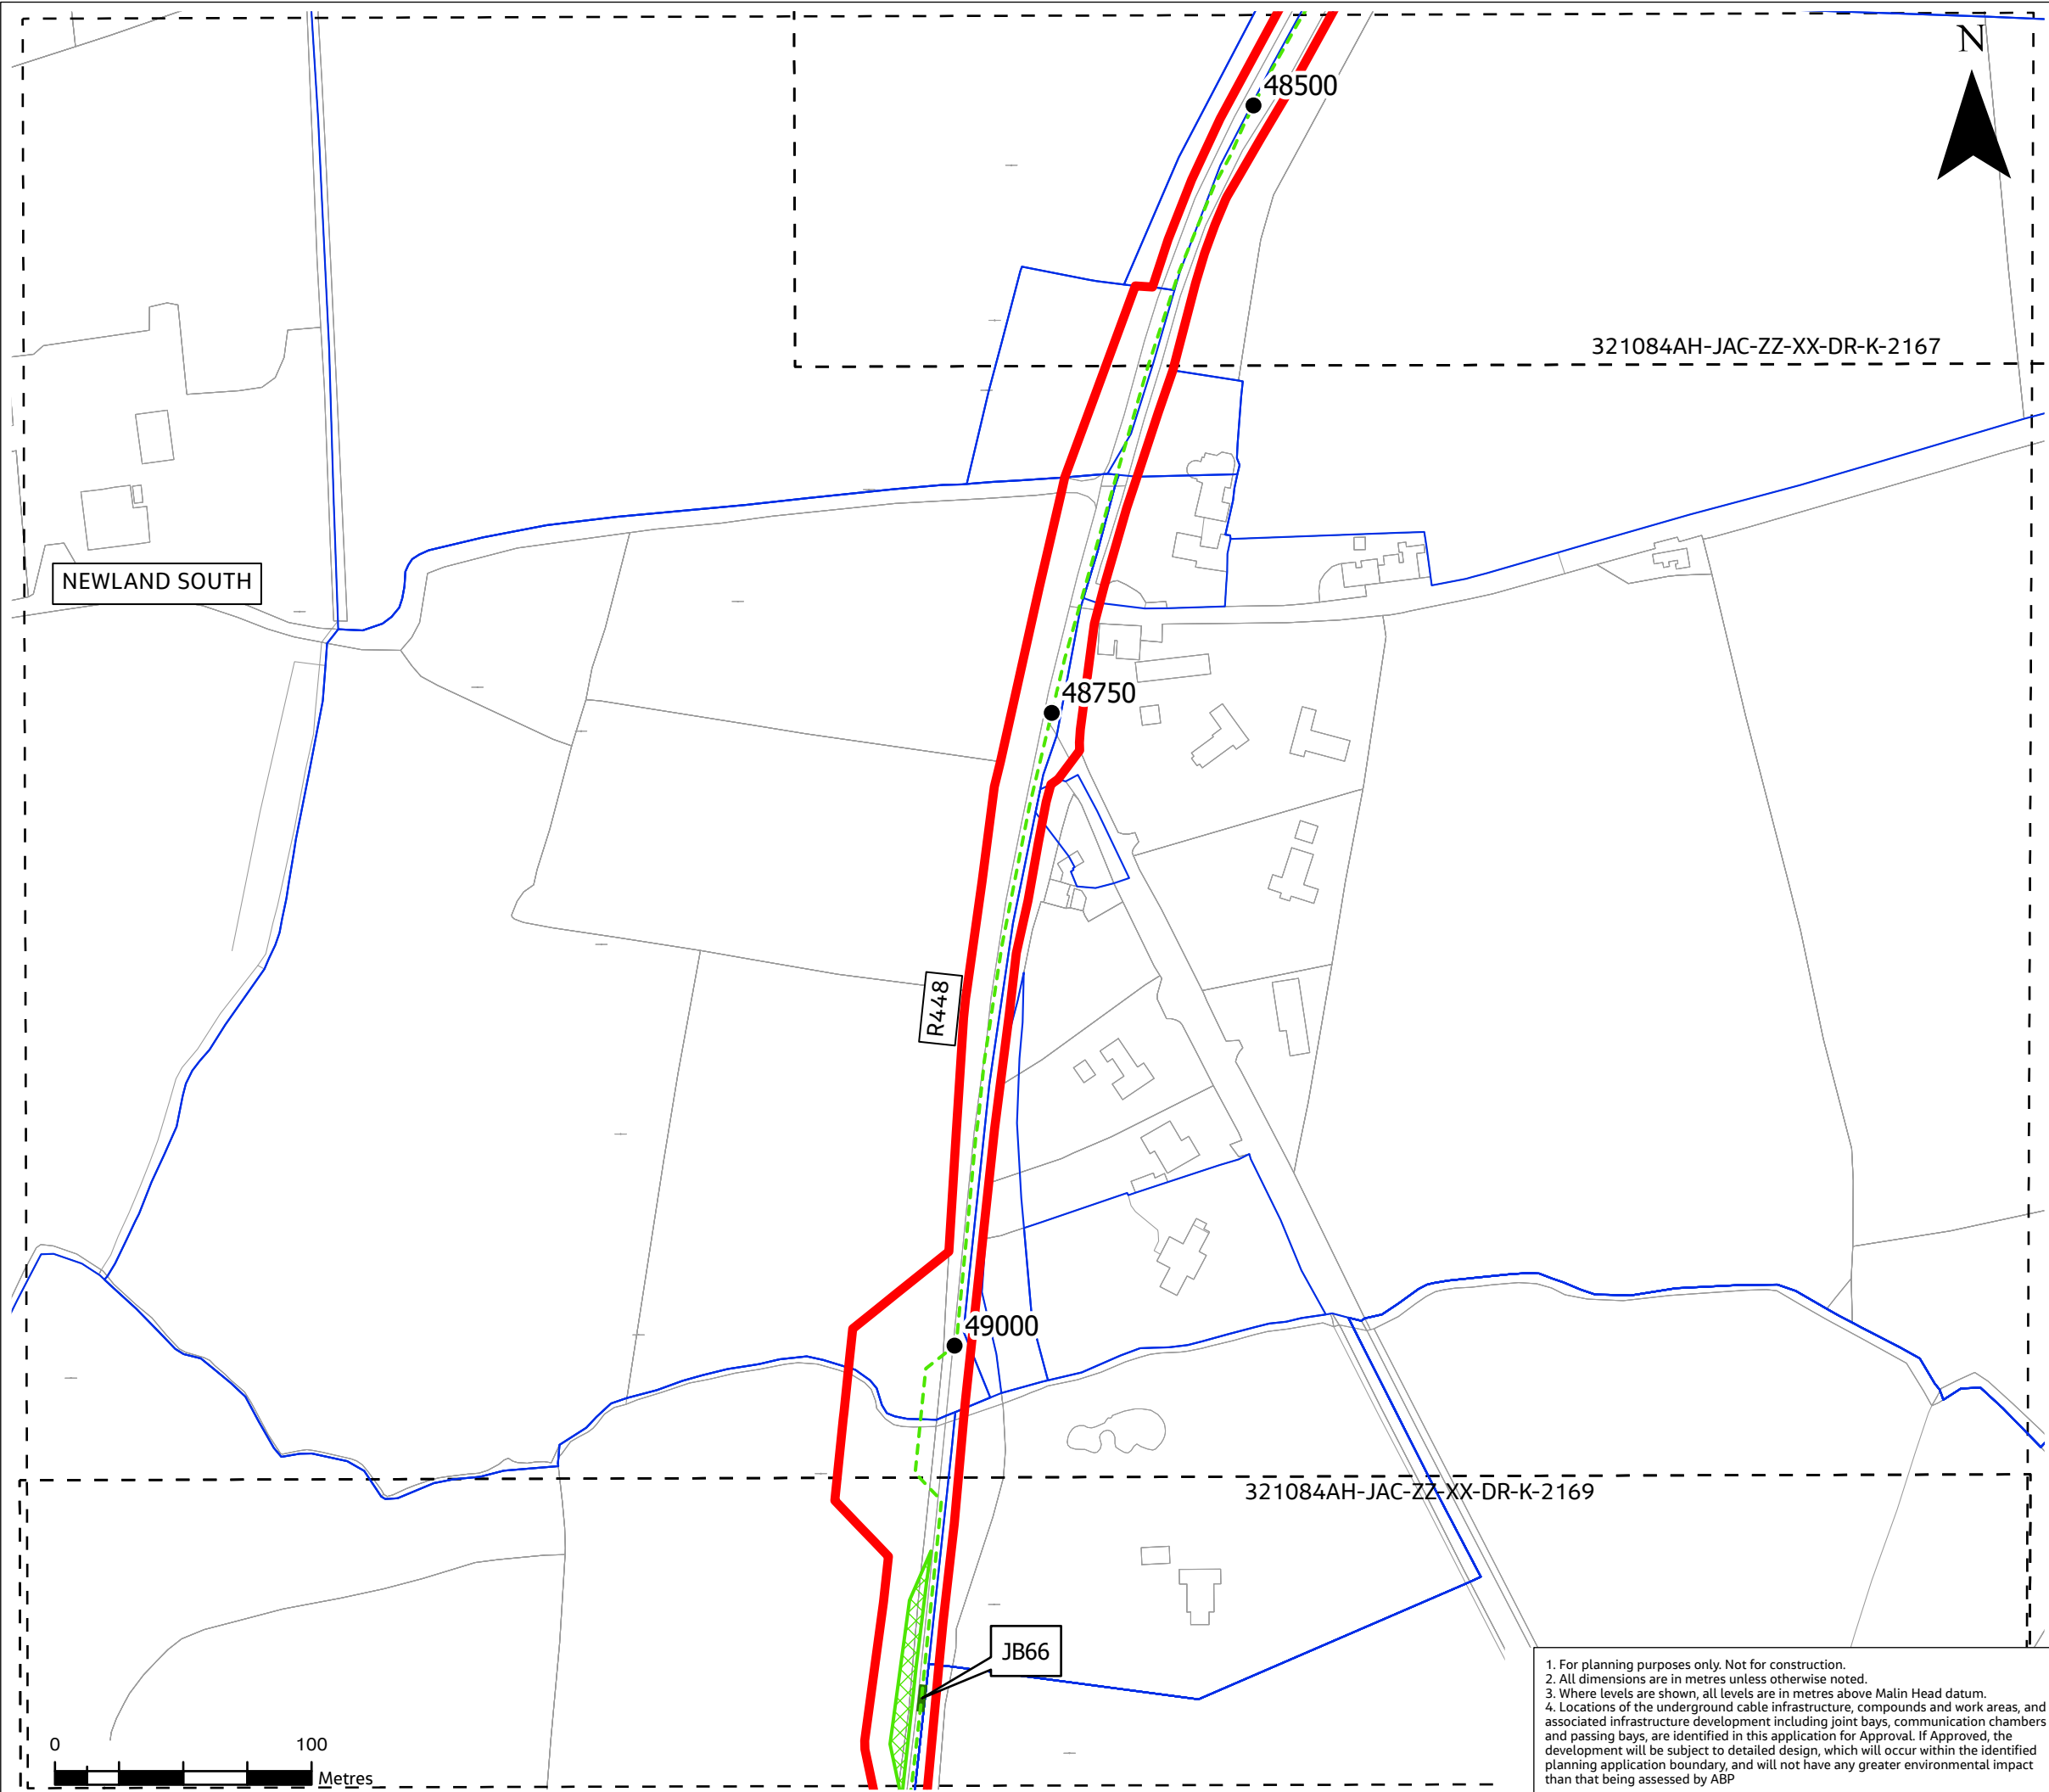 N
48500
321084AH-JAC-ZZ-XX-DR-K-2167
NEWLAND SOUTH
48750
R448
49000
321084AH-JAC-ZZ-XX-DR-K-2169
JB66
0 100
Metres
1. For planning purposes only. Not for construction.
2. All dimensions are in metres unless otherwise noted.
3. Where levels are shown, all levels are in metres above Malin Head datum.
4. Locations of the underground cable infrastructure, compounds and work areas, and
associated infrastructure development including joint bays, communication chambers
and passing bays, are identified in this application for Approval. If Approved, the
development will be subject to detailed design, which will occur within the identified
planning application boundary, and will not have any greater environmental impact
than that being assessed by ABP